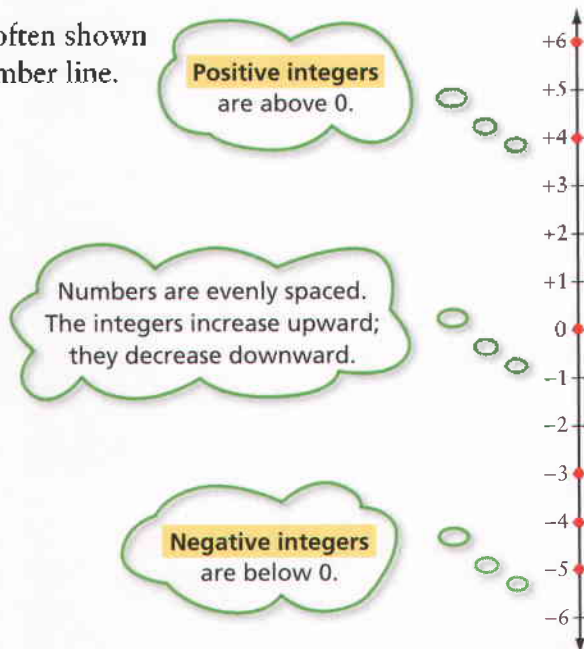 often shown
mber line.
Positive integers
are above 0.
Numbers are evenly spaced.
The integers increase upward;
they decrease downward.
Negative integers
are below 0.
+6
+5
+4
+3
+2
+1
0
−1
−2
−3
−4
−5
−6